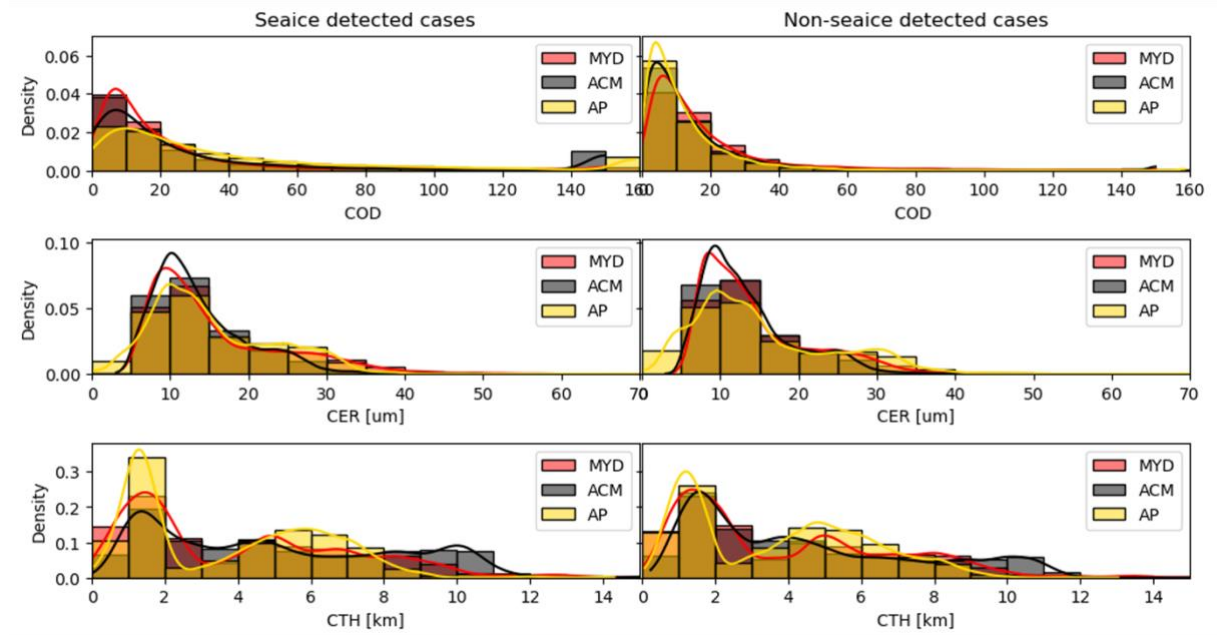 Seaice detected cases Non-seaice detected cases
0.06 MYD MYD
0.04 ACM ACM
Density AP AP
0.02
0.00
0 20 40 60 80 100 120 140 160 0 20 40 60 80 100 120 140 160
COD COD
0.10 MYD MYD
ACM ACM
Density 0.05 AP AP
0.00
0 10 20 30 40 50 60 70 0 10 20 30 40 50 60 70
CER [um] CER [um]
MYD MYD
0.3 ACM ACM
Density 0.2 AP AP
0.1
0.0
0 2 4 6 8 10 12 14 0 2 4 6 8 10 12 14
CTH [km] CTH [km]